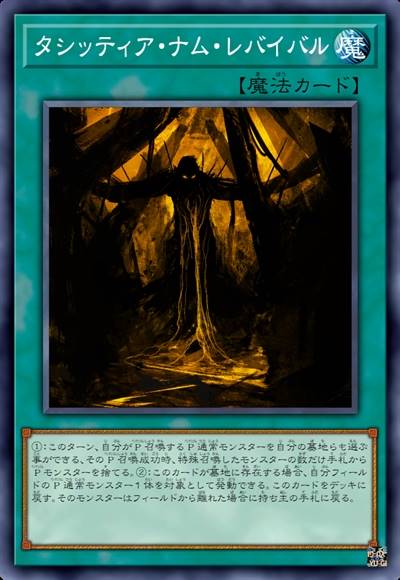 タシッティア・ナム・レバイバル
魔
【魔法カード】
①:このターン、自分がP召喚するP通常モンスターを自分の墓地らも選ぶ
事ができる、そのP召喚成功時、特殊召喚したモンスターの数だけ手札から
Pモンスターを捨てる。②:このカードが墓地に存在する場合、自分フィール
ドのP通常モンスター1体を対象として発動できる。このカードをデッキに
戻す。そのモンスターはフィールドから離れた場合に持ち主の手札に戻る。